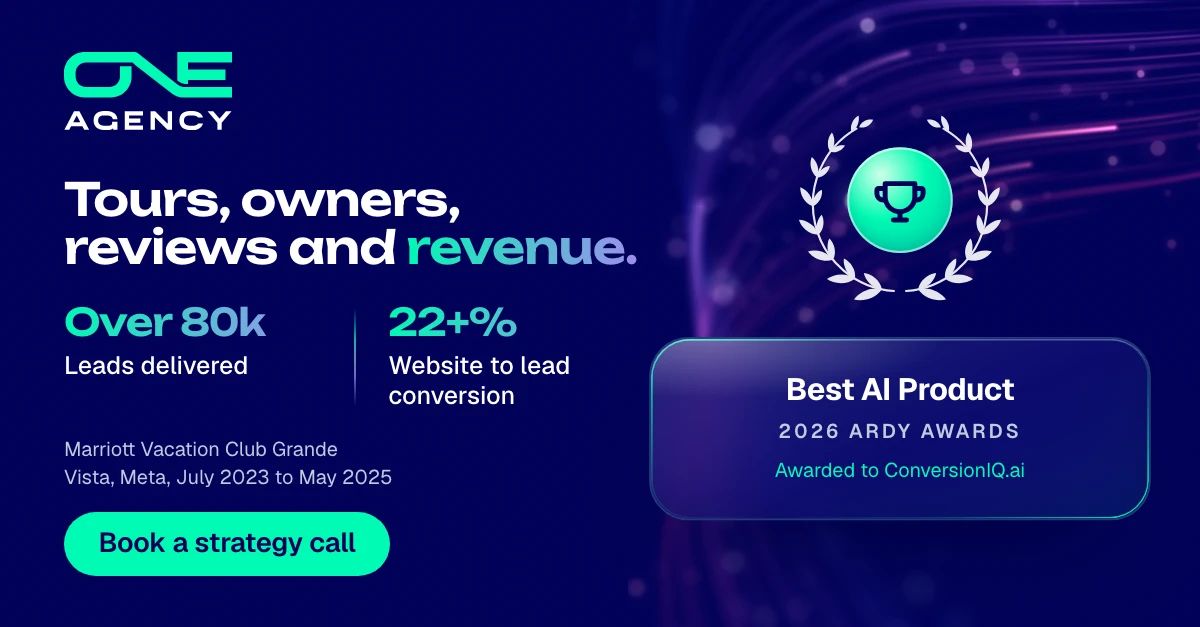 ONE
AGENCY
Tours, owners,
reviews and revenue.
Over 80k
Leads delivered
22+%
Website to lead
conversion
Marriott Vacation Club Grande
Vista, Meta, July 2023 to May 2025
Book a strategy call
Best AI Product
2026 ARDY AWARDS
Awarded to ConversionIQ.ai